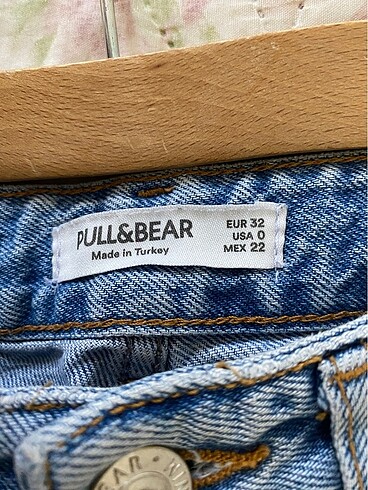 PULL&BEAR
Made in Turkey
EUR 32
USA 0
MEX 22